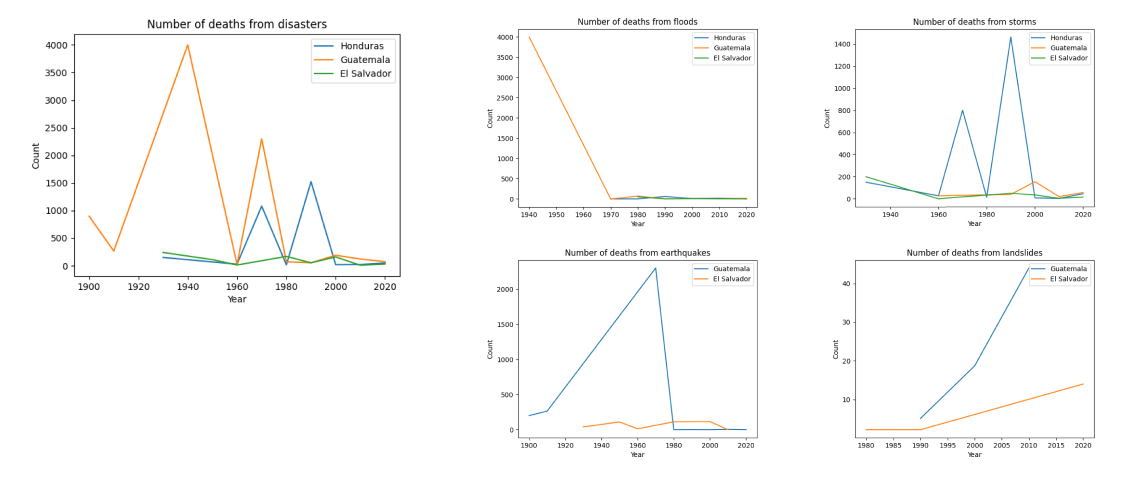 Number of deaths from disasters
Honduras
Guatemala
El Salvador
4000
3500
3000
2500
2000
1500
1000
500
0
Count
1900 1910 1920 1930 1940 1950 1960 1970 1980 1990 2000 2010 2020
Year
Number of deaths from floods
Honduras
Guatemala
El Salvador
4000
3500
3000
2500
2000
1500
1000
500
0
Count
1940 1950 1960 1970 1980 1990 2000 2010 2020
Year
Number of deaths from storms
Honduras
Guatemala
El Salvador
1400
1200
1000
800
600
400
200
0
Count
1940 1960 1980 2000 2020
Year
Number of deaths from earthquakes
Guatemala
El Salvador
2000
1500
1000
500
0
Count
1900 1920 1940 1960 1980 2000 2020
Year
Number of deaths from landslides
Guatemala
El Salvador
40
30
20
10
Count
1980 1985 1990 1995 2000 2005 2010 2015 2020
Year